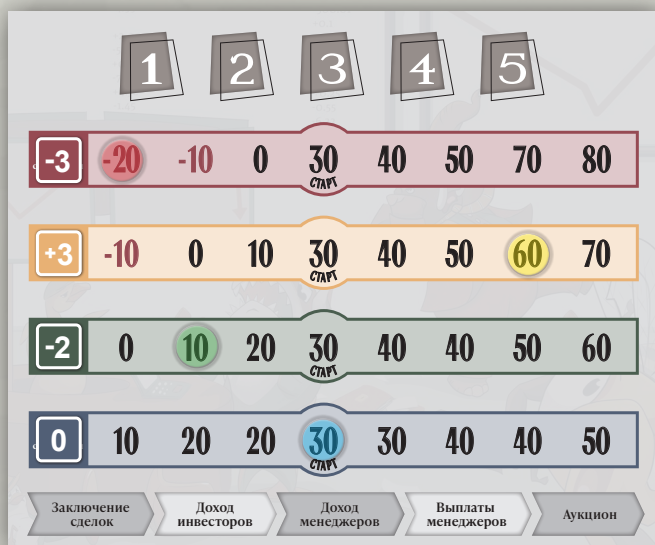 1 2 3 4 5
-3 -20 -10 0 30 40 50 70 80
СТАРТ
+3 -10 0 10 30 40 50 60 70
СТАРТ
-2 0 10 20 30 40 40 50 60
СТАРТ
0 10 20 20 30 30 40 40 50
СТАРТ
Заключение сделок
Доход инвесторов
Доход менеджеров
Выплаты менеджеров
Аукцион